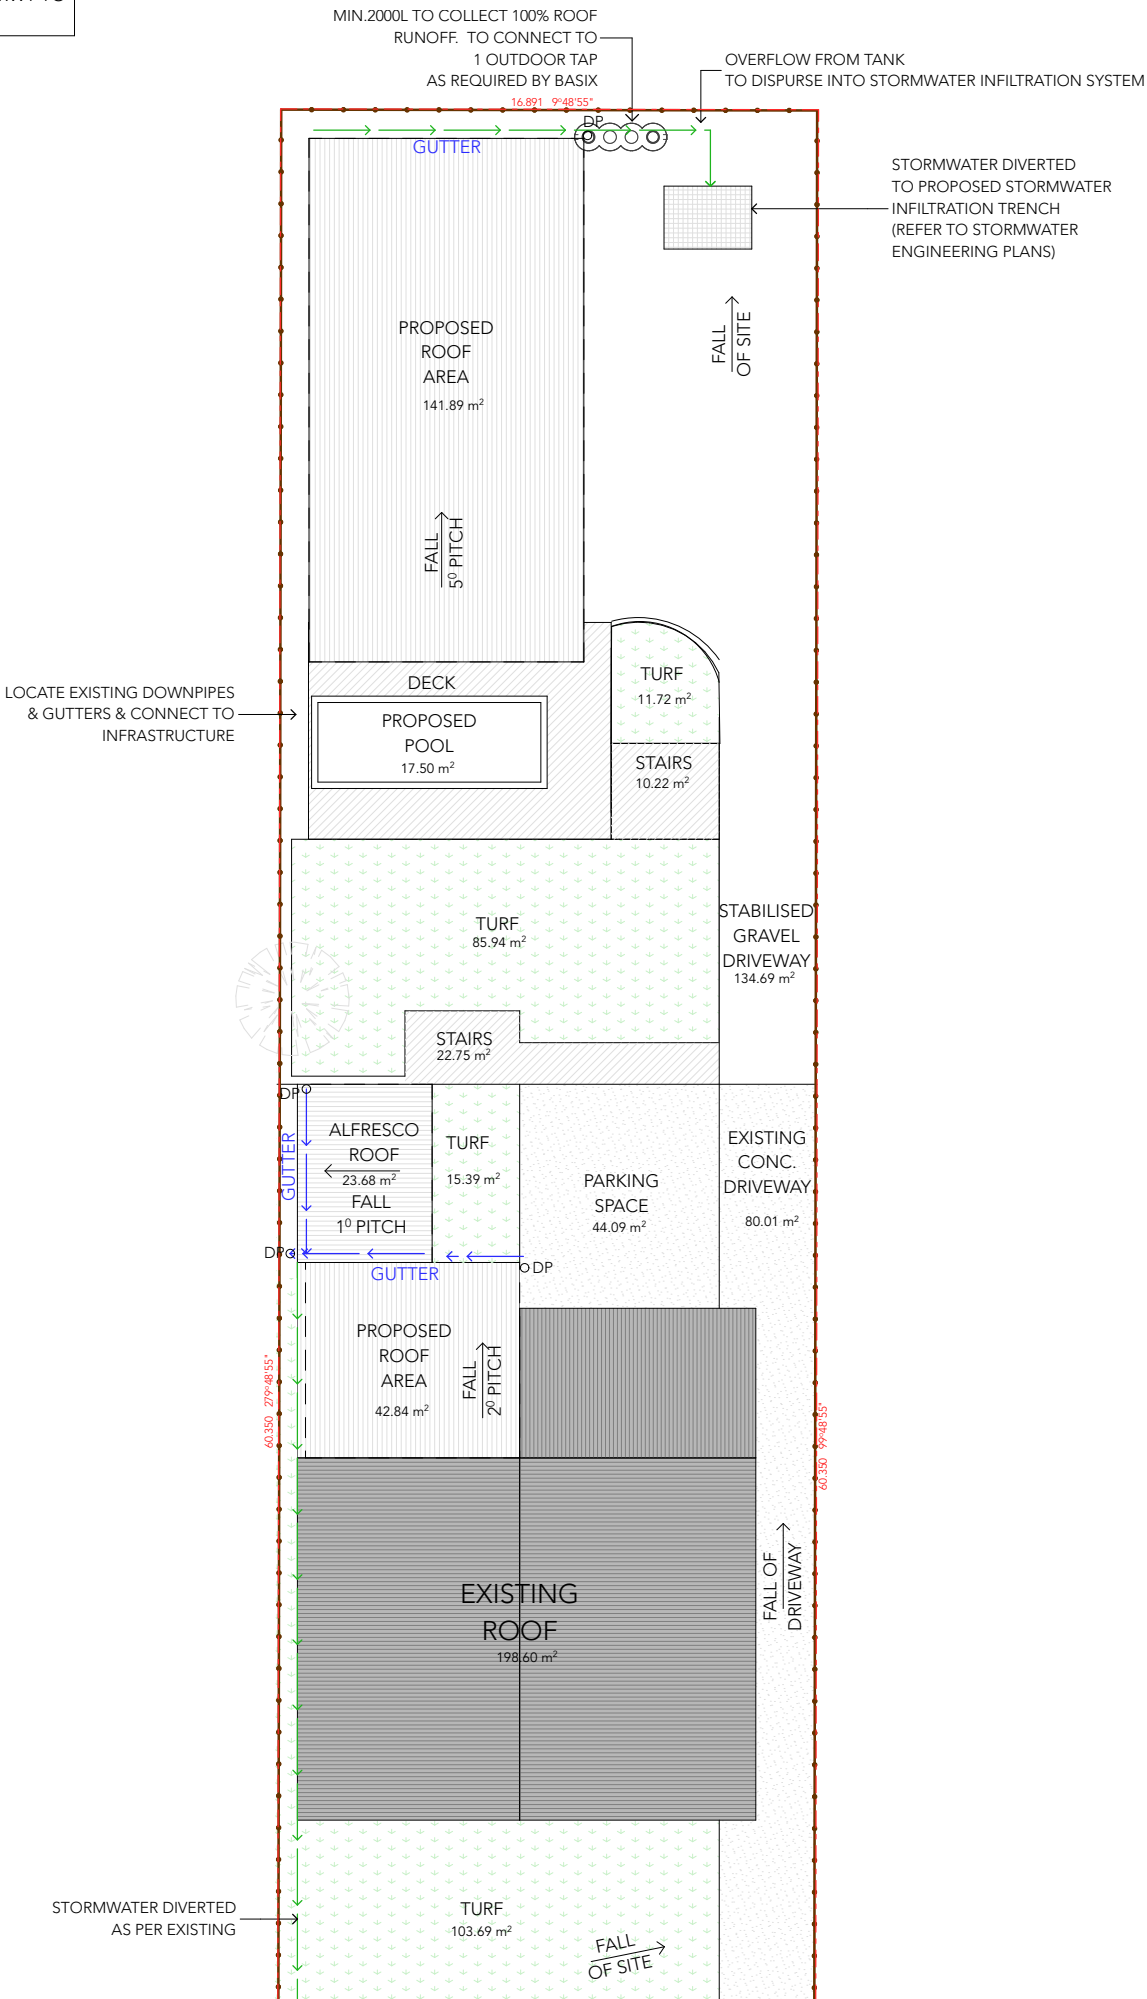 MIN.2000L TO COLLECT 100% ROOF
RUNOFF. TO CONNECT TO
1 OUTDOOR TAP
AS REQUIRED BY BASIX
OVERFLOW FROM TANK
TO DISPURSE INTO STORMWATER INFILTRATION SYSTEM
16.891 9°48'55"
DP
GUTTER
STORMWATER DIVERTED
TO PROPOSED STORMWATER
INFILTRATION TRENCH
(REFER TO STORMWATER
ENGINEERING PLANS)
PROPOSED
ROOF
AREA
141.89 m²
FALL
OF SITE
FALL
5⁰ PITCH
DECK
TURF
11.72 m²
LOCATE EXISTING DOWNPIPES
& GUTTERS & CONNECT TO
INFRASTRUCTURE
PROPOSED
POOL
17.50 m²
STAIRS
10.22 m²
TURF
85.94 m²
STABILISED
GRAVEL
DRIVEWAY
134.69 m²
STAIRS
22.75 m²
DP
GUTTER
ALFRESCO
ROOF
23.68 m²
FALL
1⁰ PITCH
TURF
15.39 m²
PARKING
SPACE
44.09 m²
EXISTING
CONC.
DRIVEWAY
80.01 m²
DP
GUTTER
DP
PROPOSED
ROOF
AREA
42.84 m²
FALL
2⁰ PITCH
60.350 279°48'55"
60.350 99°48'55"
EXISTING
ROOF
198.60 m²
FALL OF
DRIVEWAY
STORMWATER DIVERTED
AS PER EXISTING
TURF
103.69 m²
FALL
OF SITE